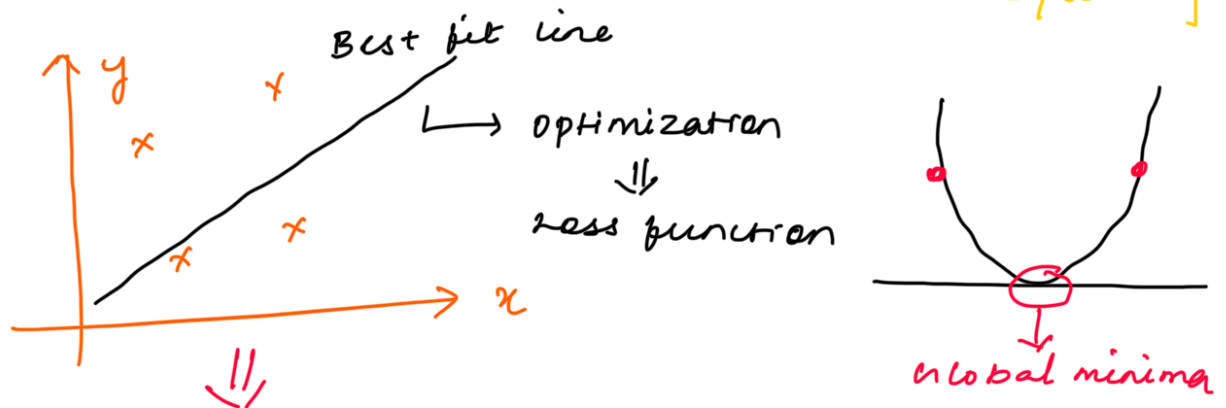 Best fit line
y
optimization
Loss function
x
Global minima